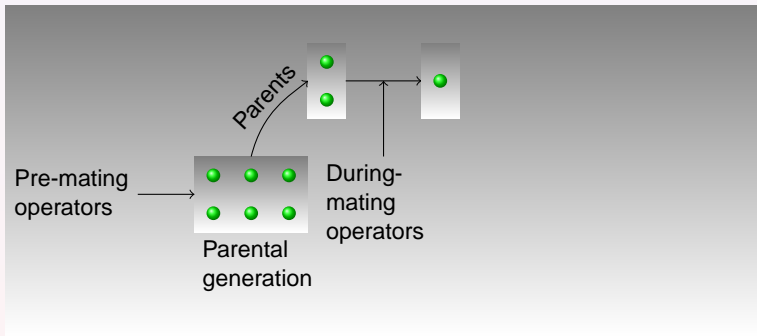 Parents
Pre-mating
operators
During-
mating
operators
Parental
generation